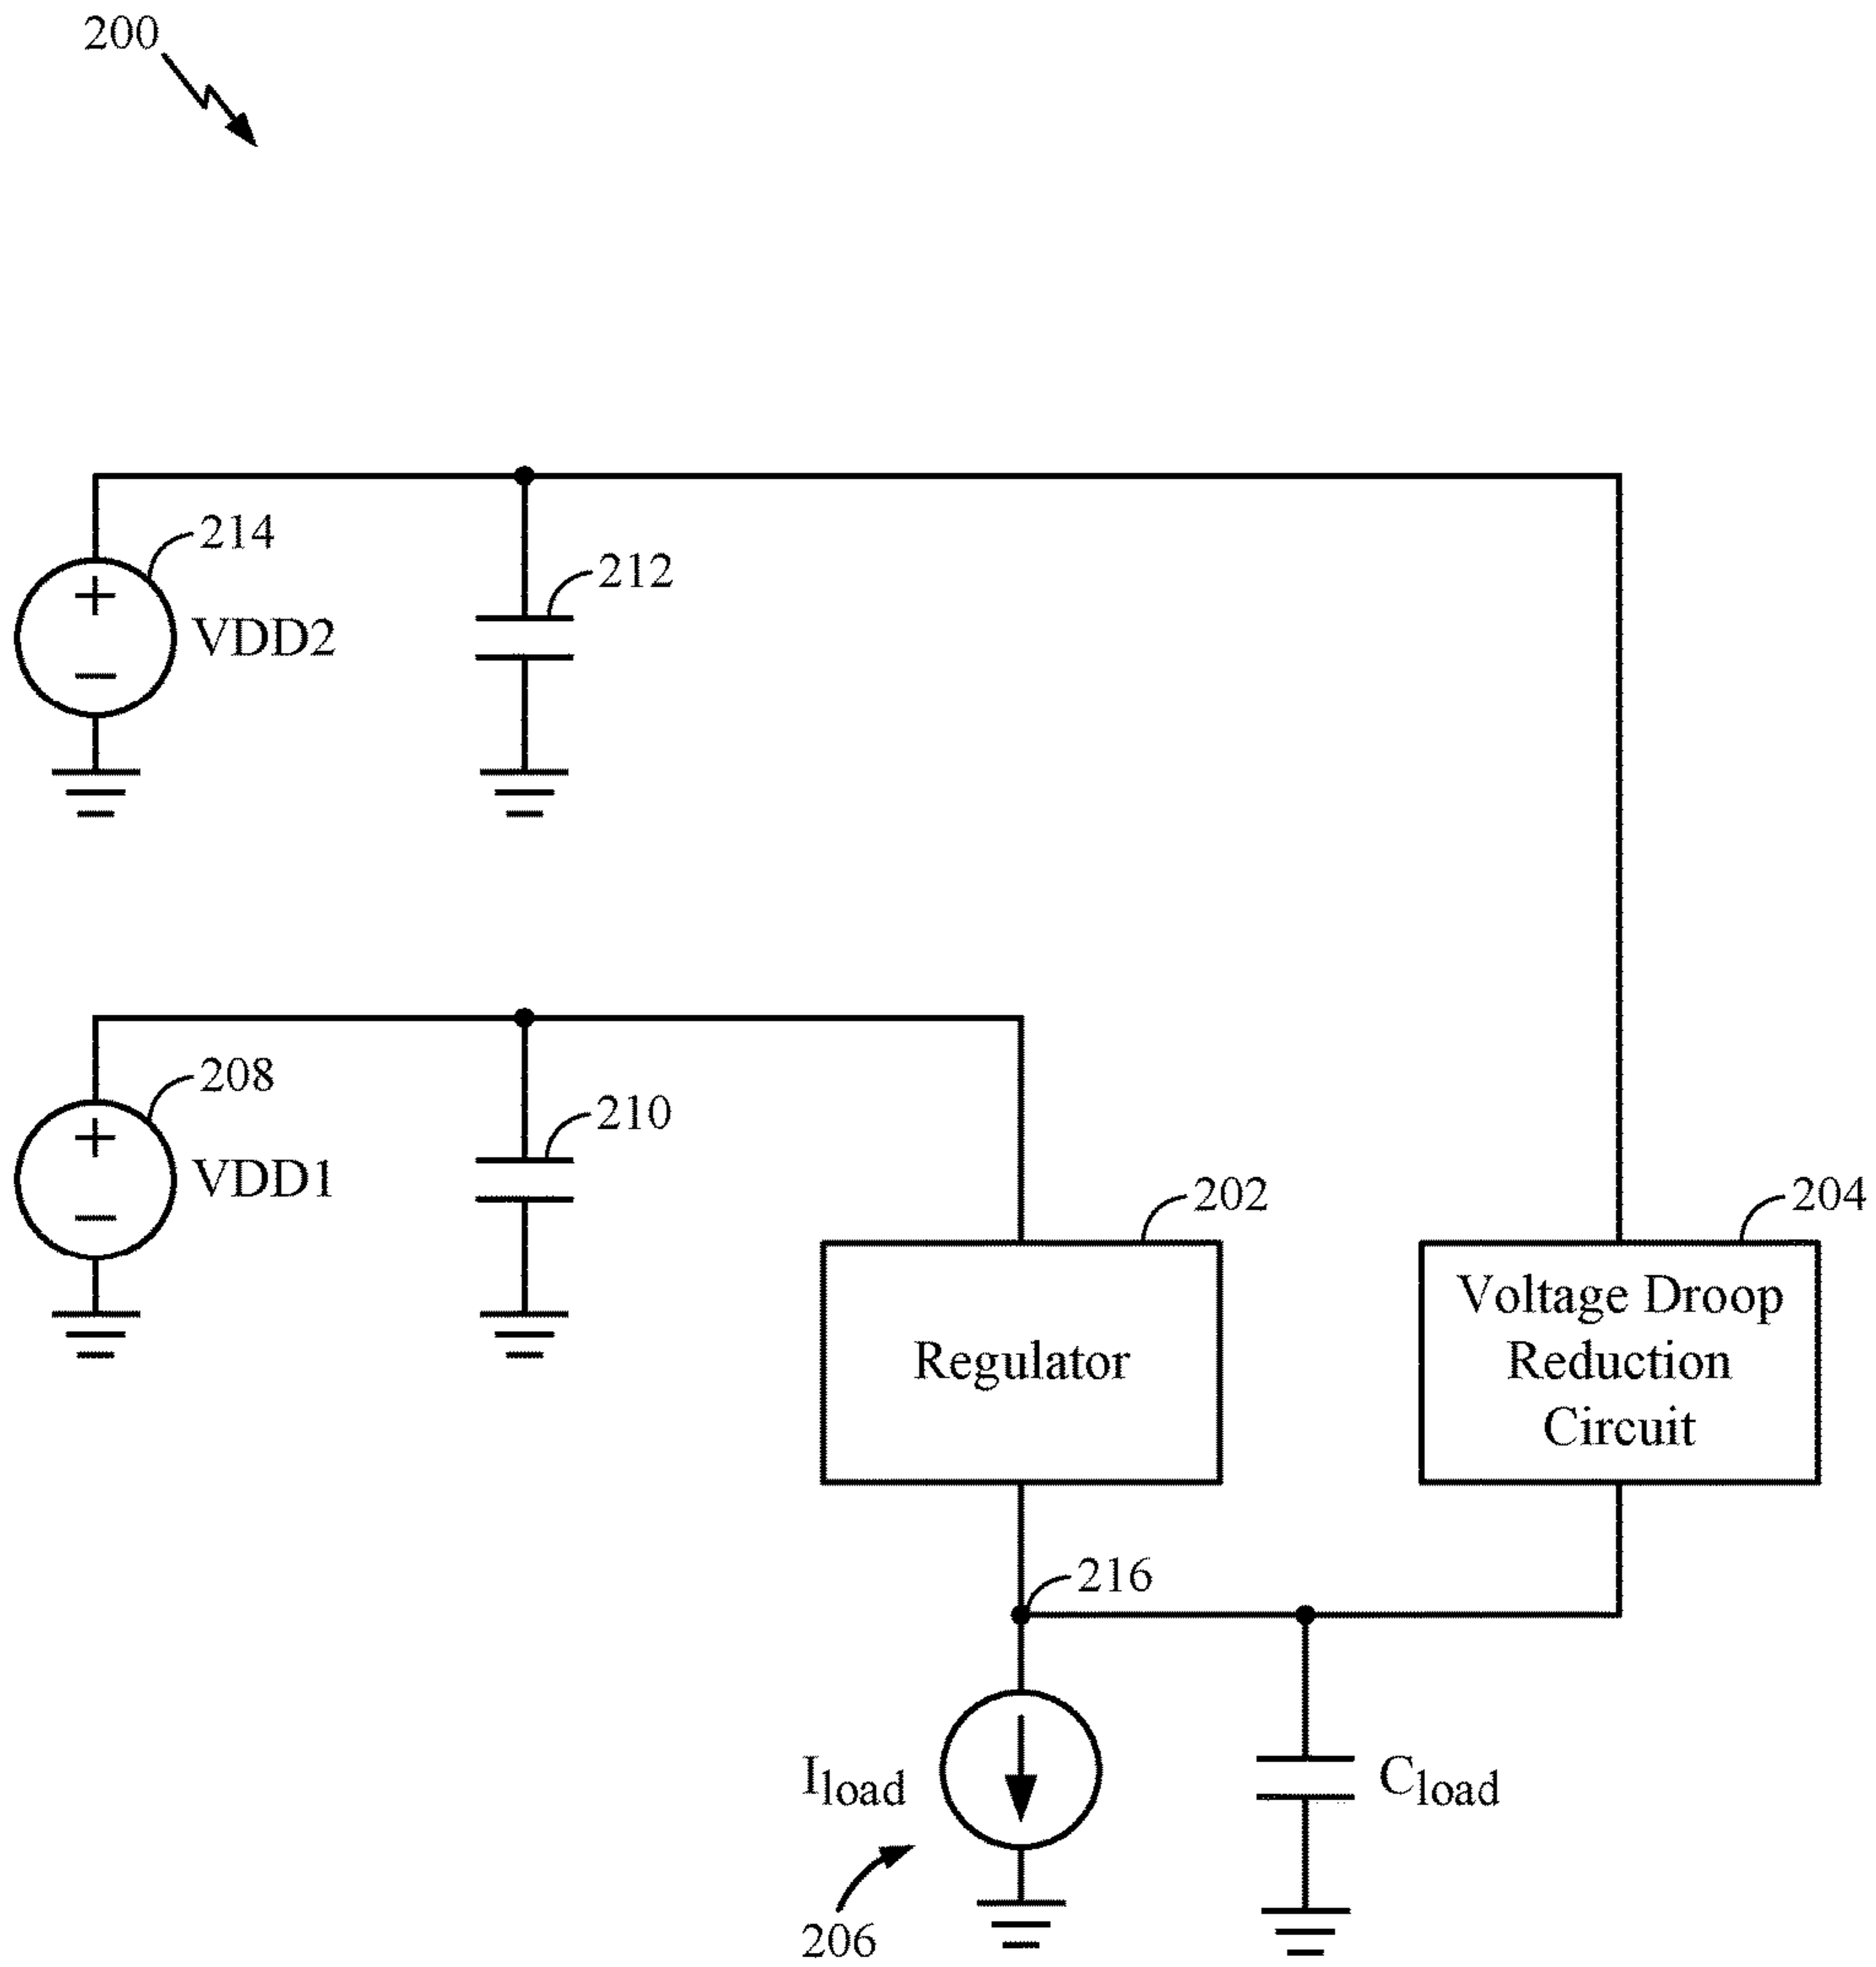 200
214
+
VDD2
−
212
208
+
VDD1
−
210
202
Regulator
204
Voltage Droop
Reduction
Circuit
216
Iload
Cload
206